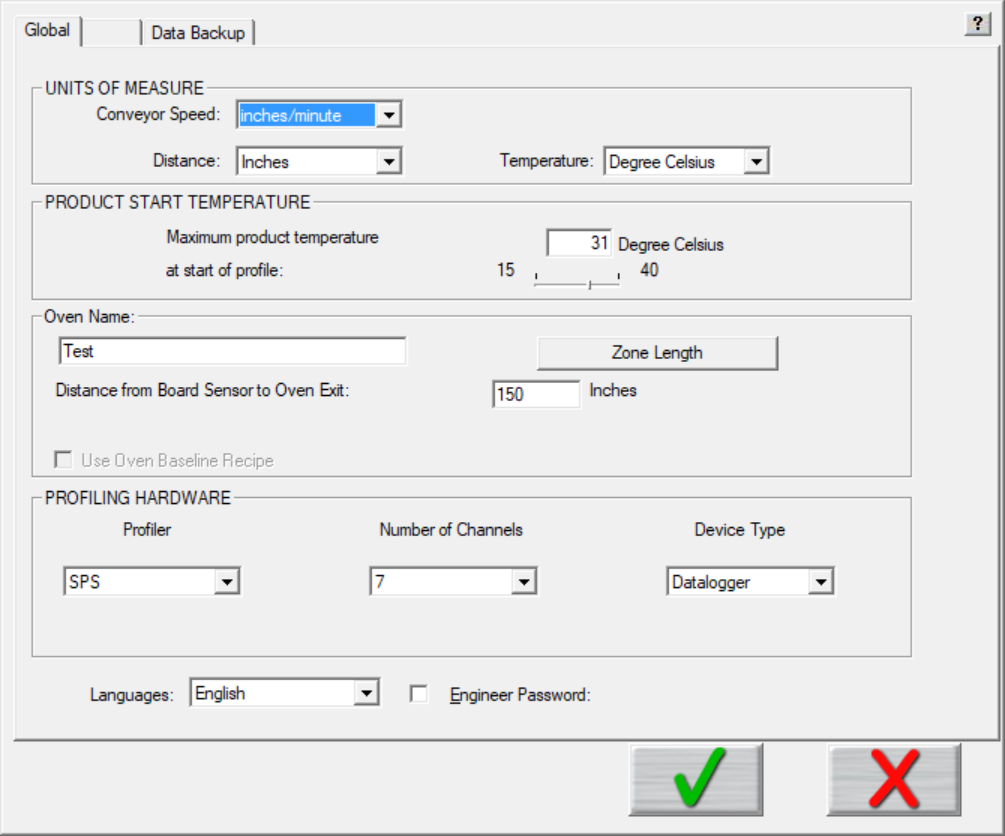 Global Data Backup ?
UNITS OF MEASURE
Conveyor Speed: inches/minute
Distance: Inches Temperature: Degree Celsius
PRODUCT START TEMPERATURE
Maximum product temperature 31 Degree Celsius
at start of profile: 15 40
Oven Name:
Test Zone Length
Distance from Board Sensor to Oven Exit: 150 Inches
Use Oven Baseline Recipe
PROFILING HARDWARE
Profiler Number of Channels Device Type
SPS 7 Datalogger
Languages: English Engineer Password: